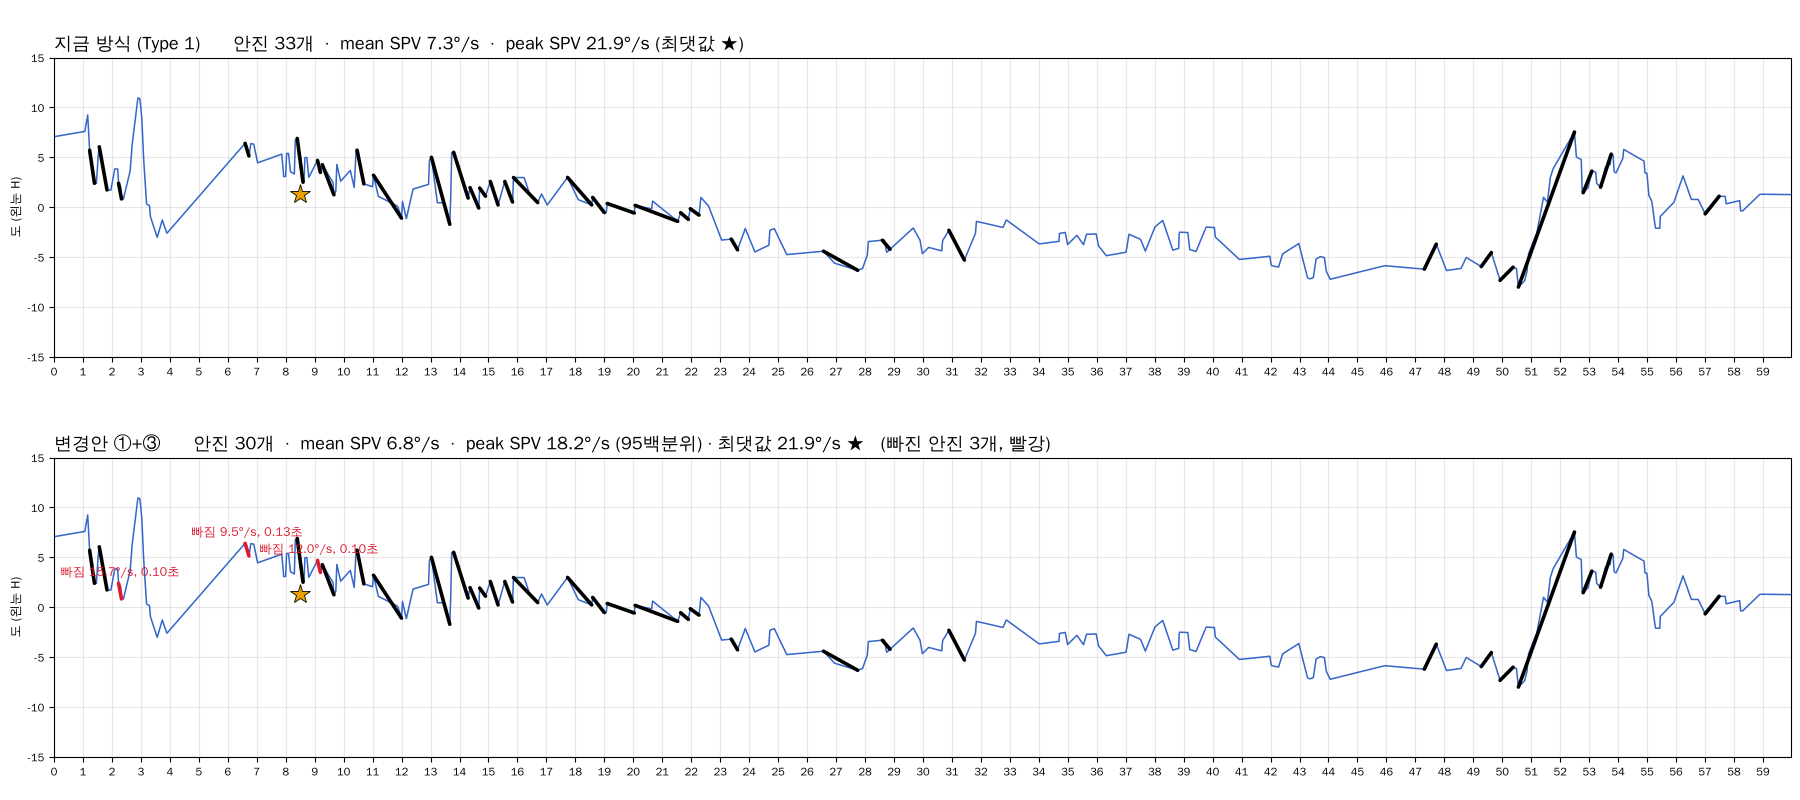 지금 방식 (Type 1) 안진 33개 · mean SPV 7.3°/s · peak SPV 21.9°/s (최댓값 ★)
15
10
5
0
-5
-10
-15
도 (왼눈 H)
0 1 2 3 4 5 6 7 8 9 10 11 12 13 14 15 16 17 18 19 20 21 22 23 24 25 26 27 28 29 30 31 32 33 34 35 36 37 38 39 40 41 42 43 44 45 46 47 48 49 50 51 52 53 54 55 56 57 58 59
변경안 ①+③ 안진 30개 · mean SPV 6.8°/s · peak SPV 18.2°/s (95백분위) · 최댓값 21.9°/s ★ (빠진 안진 3개, 빨강)
15
10
5
0
-5
-10
-15
도 (왼눈 H)
빠짐 9.5°/s, 0.13초
빠짐 12.0°/s, 0.10초
빠짐 15.7°/s, 0.10초
0 1 2 3 4 5 6 7 8 9 10 11 12 13 14 15 16 17 18 19 20 21 22 23 24 25 26 27 28 29 30 31 32 33 34 35 36 37 38 39 40 41 42 43 44 45 46 47 48 49 50 51 52 53 54 55 56 57 58 59